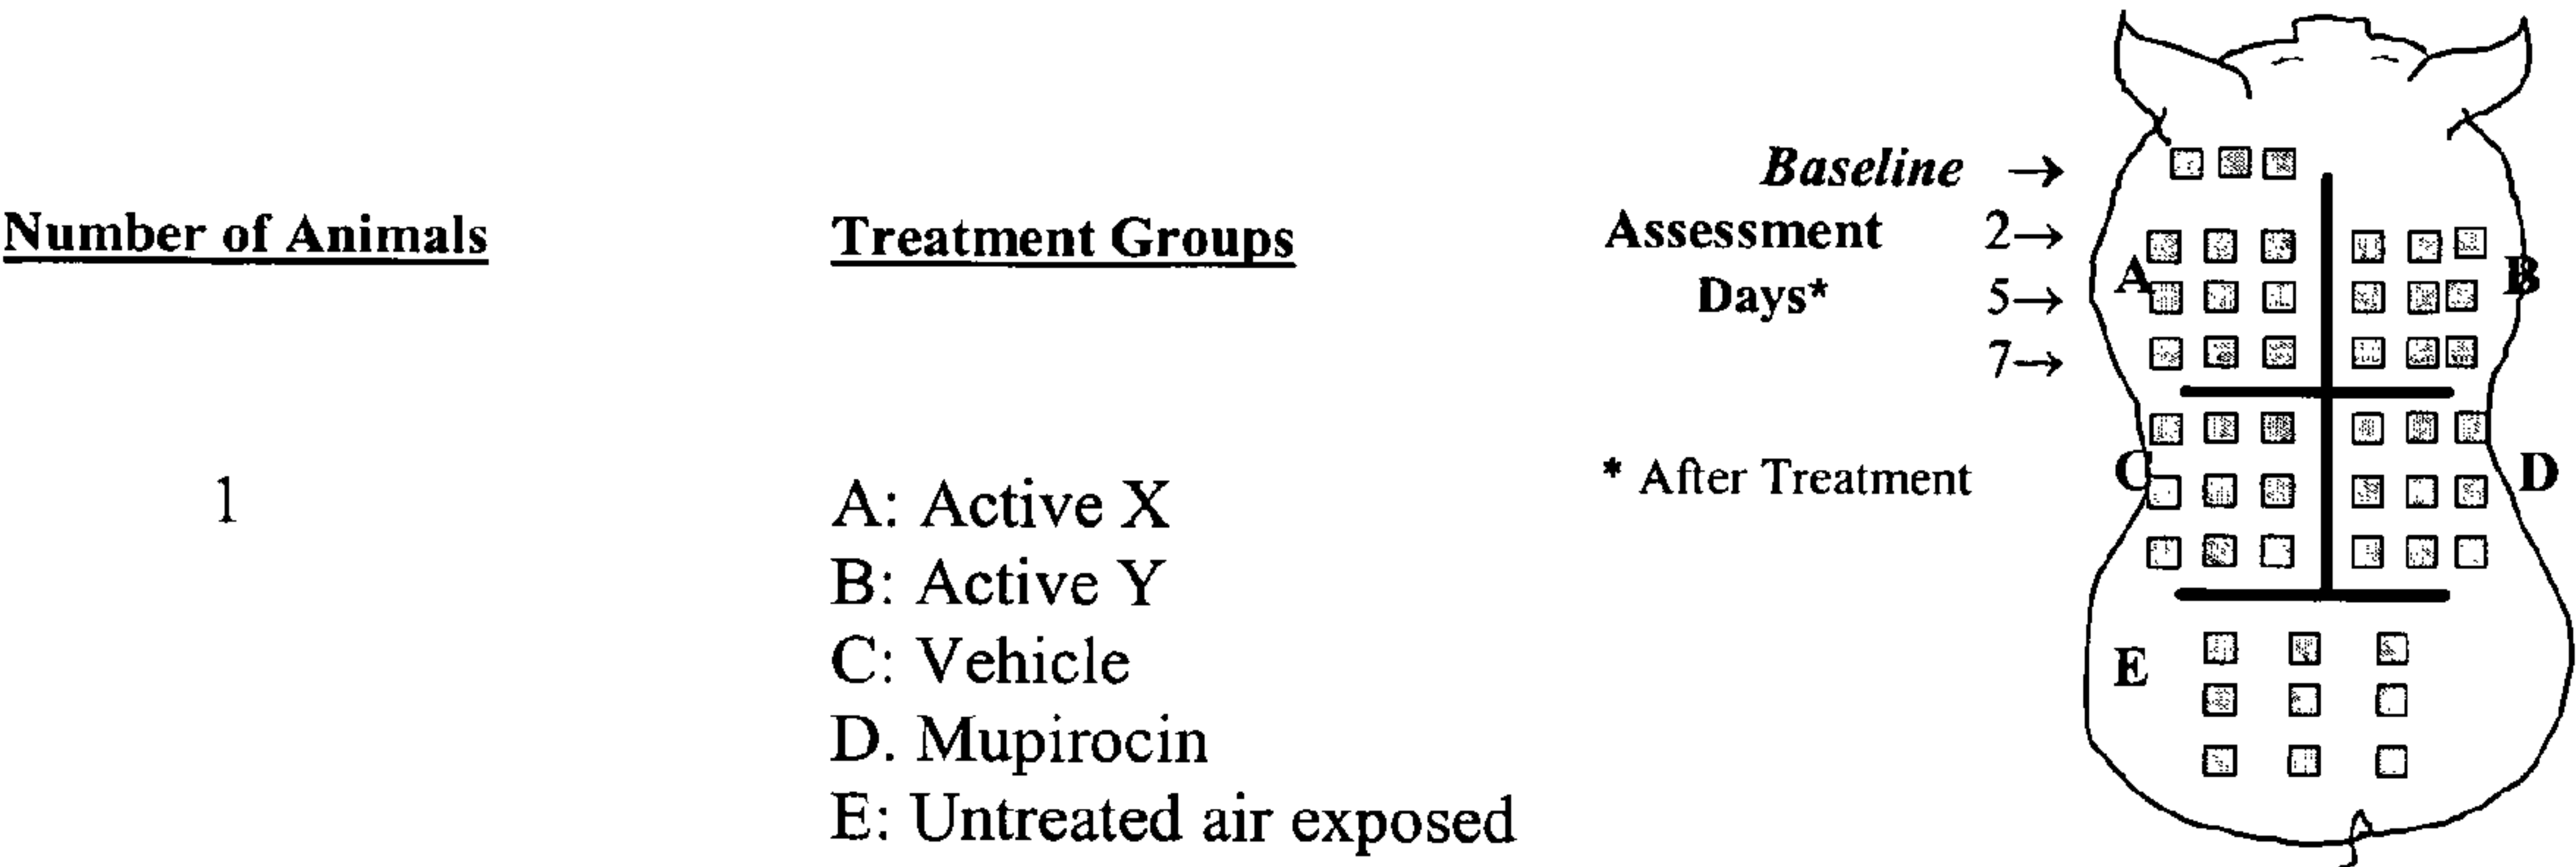 Number of Animals
1
Treatment Groups
A: Active X
B: Active Y
C: Vehicle
D. Mupirocin
E: Untreated air exposed
Baseline →
Assessment 2→
Days* 5→
7→
* After Treatment
A
B
C
D
E